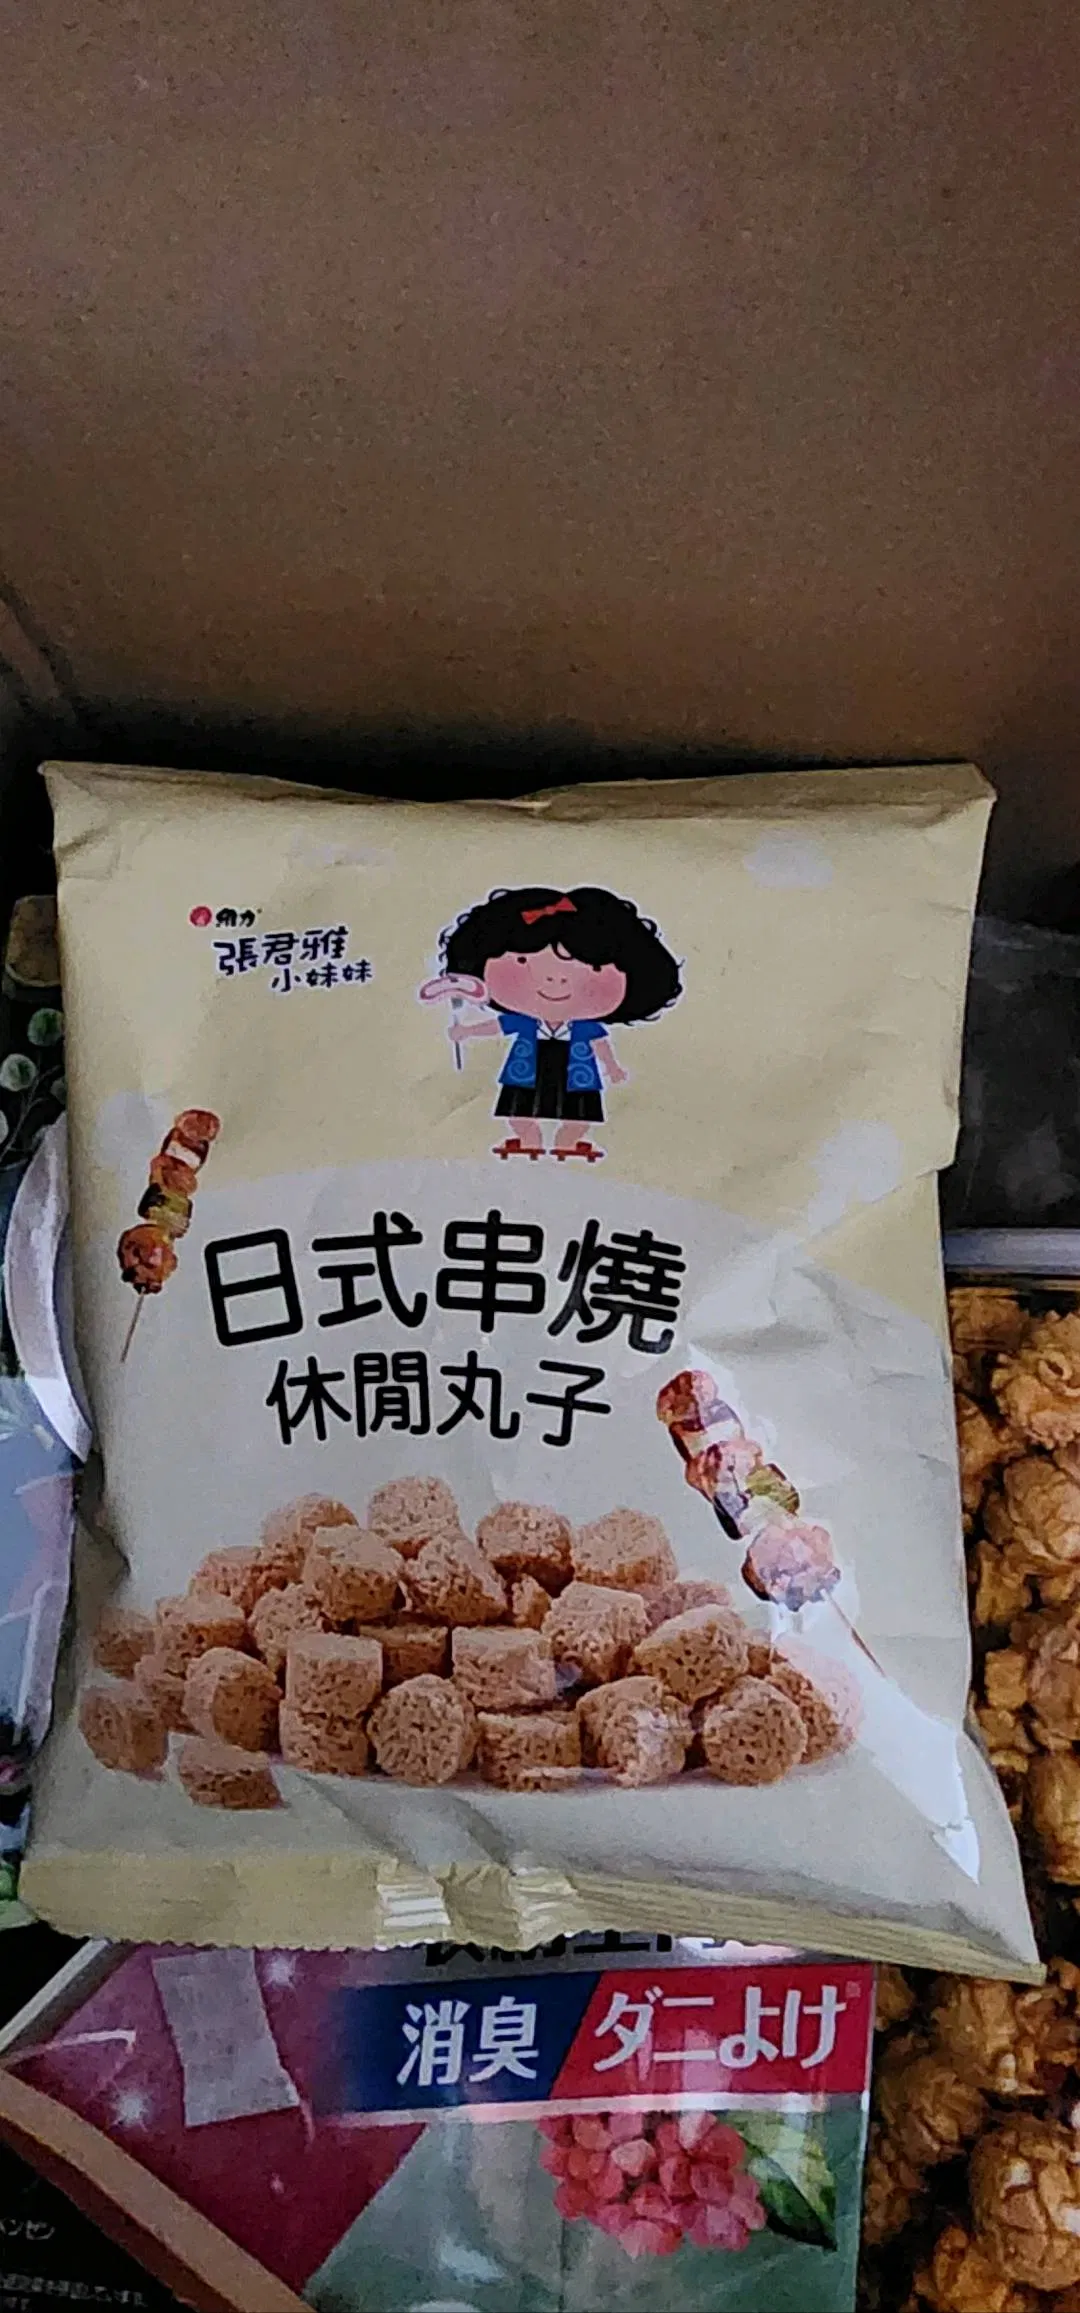 維力
張君雅
小妹妹
日式串燒
休閒丸子
消臭 ダニよけ